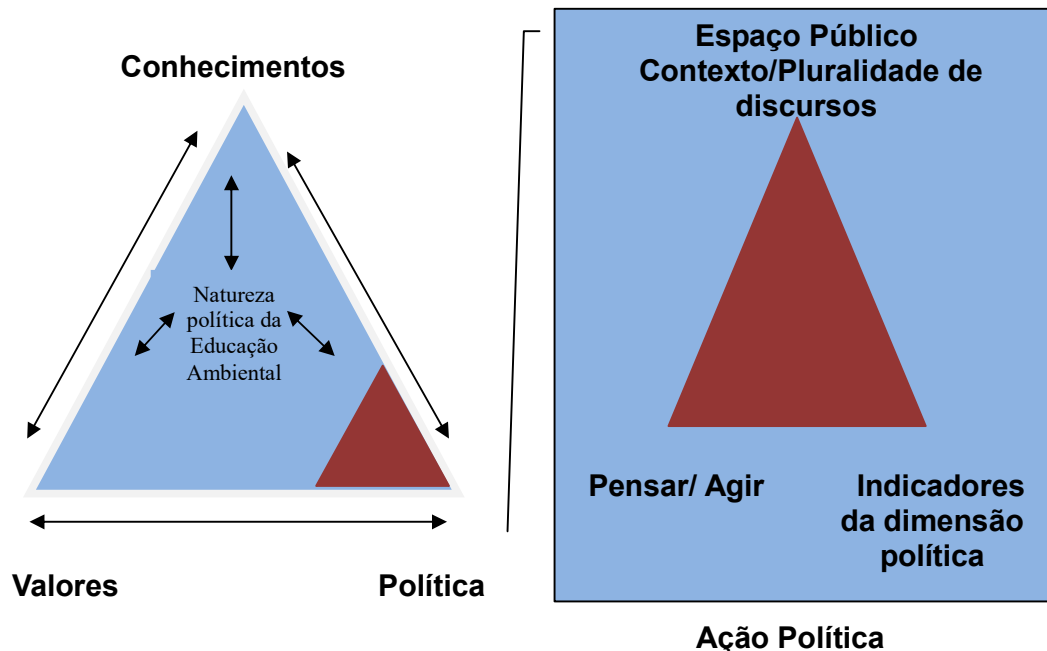 Conhecimentos
Natureza
política da
Educação
Ambiental
Valores
Política
Espaço Público
Contexto/Pluralidade de
discursos
Pensar/ Agir
Indicadores
da dimensão
política
Ação Política